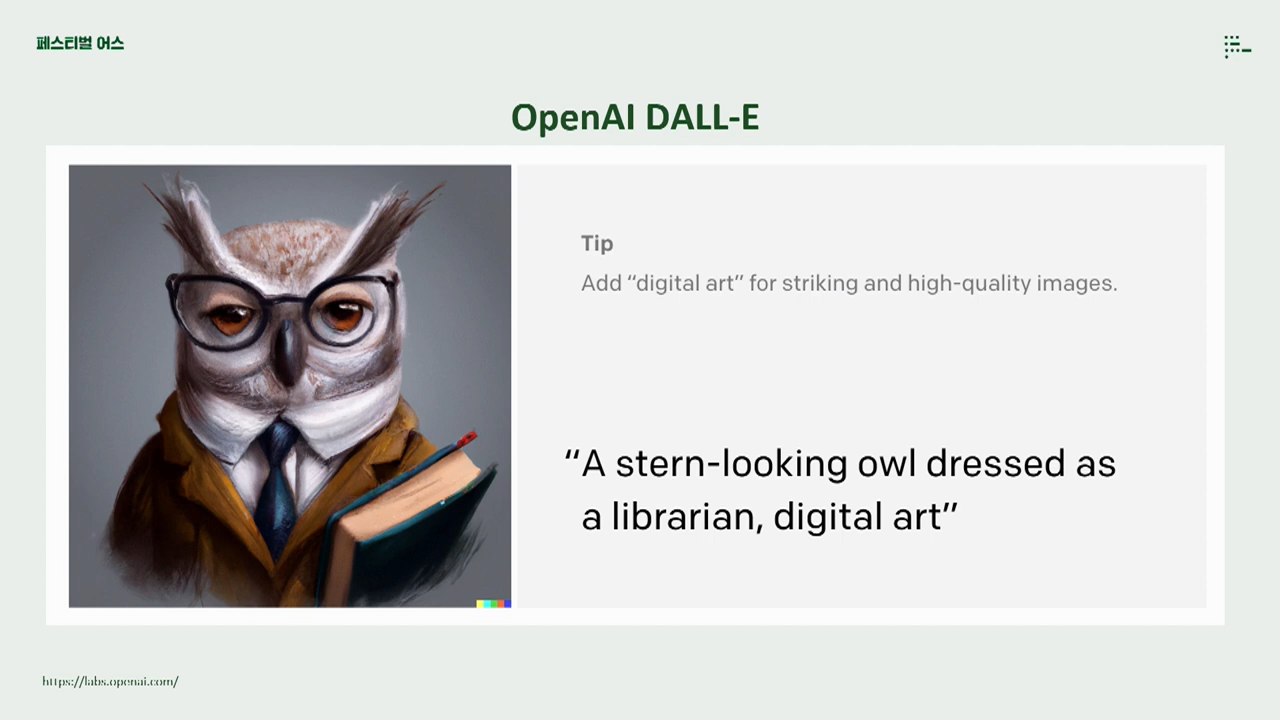 페스티벌 어스
OpenAI DALL-E
Tip
Add “digital art” for striking and high-quality images.
“A stern-looking owl dressed as
a librarian, digital art”
https://labs.openai.com/